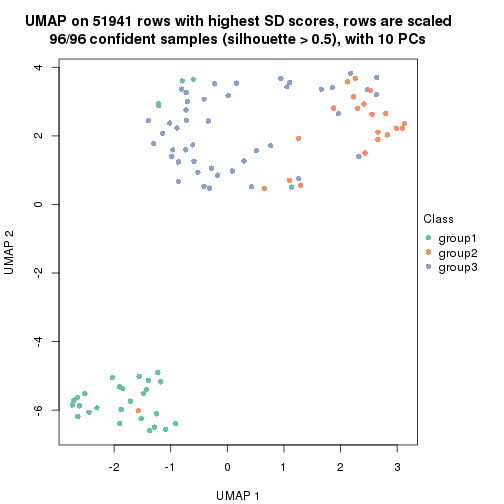 UMAP on 51941 rows with highest SD scores, rows are scaled
96/96 confident samples (silhouette > 0.5), with 10 PCs
4
2
0
-2
-4
-6
UMAP 2
-2
-1
0
1
2
3
UMAP 1
Class
group1
group2
group3